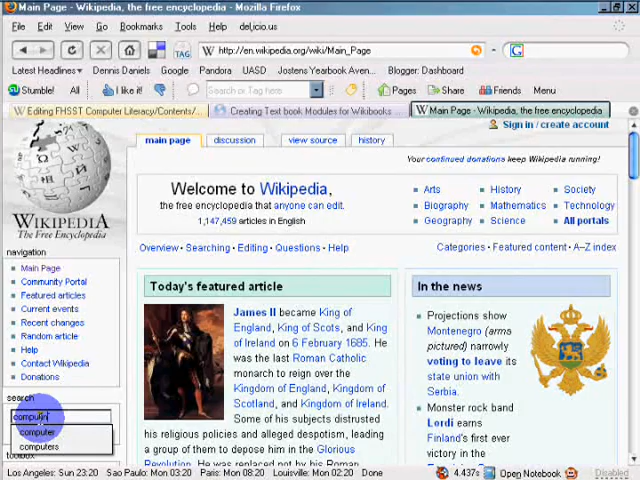 Main Page - Wikipedia, the free encyclopedia - Mozilla Firefox
File Edit View Go Bookmarks Tools Help del.icio.us
TAG http://en.wikipedia.org/wiki/Main_Page
Latest Headlines Dennis Daniels Google Pandora UASD Jostens Yearbook Aven... Blogger: Dashboard
Stumble! All I like it! Search or Tag here Pages Share Friends Menu
Editing FHSST Computer Literacy/Contents/... Creating Text book Modules for Wikibooks Main Page - Wikipedia, the free encyclopedia
Sign in / create account
main page discussion view source history
Your continued donations keep Wikipedia running!
WIKIPEDIA
The Free Encyclopedia
navigation
Main Page
Community Portal
Featured articles
Current events
Recent changes
Random article
Help
Contact Wikipedia
Donations
search
computer
computers
toolbox
Welcome to Wikipedia,
the free encyclopedia that anyone can edit.
1,147,459 articles in English
Arts History Society
Biography Mathematics Technology
Geography Science All portals
Overview · Searching · Editing · Questions · Help
Categories · Featured content · A–Z index
Today's featured article
James II became King of
England, King of Scots, and King
of Ireland on 6 February 1685. He
was the last Roman Catholic
monarch to reign over the
Kingdom of England, Kingdom of
Scotland, and Kingdom of Ireland.
Some of his subjects distrusted
his religious policies and alleged despotism, leading
a group of them to depose him in the Glorious
Revolution. He was replaced not by his Roman
In the news
Projections show
Montenegro (arms
pictured) narrowly
voting to leave its
state union with
Serbia.
Monster rock band
Lordi earns
Finland's first ever
victory in the
Los Angeles: Sun 23:20 Sao Paulo: Mon 03:20 Paris: Mon 08:20 London: Mon 02:20 Done 4.437s Open Notebook Disabled